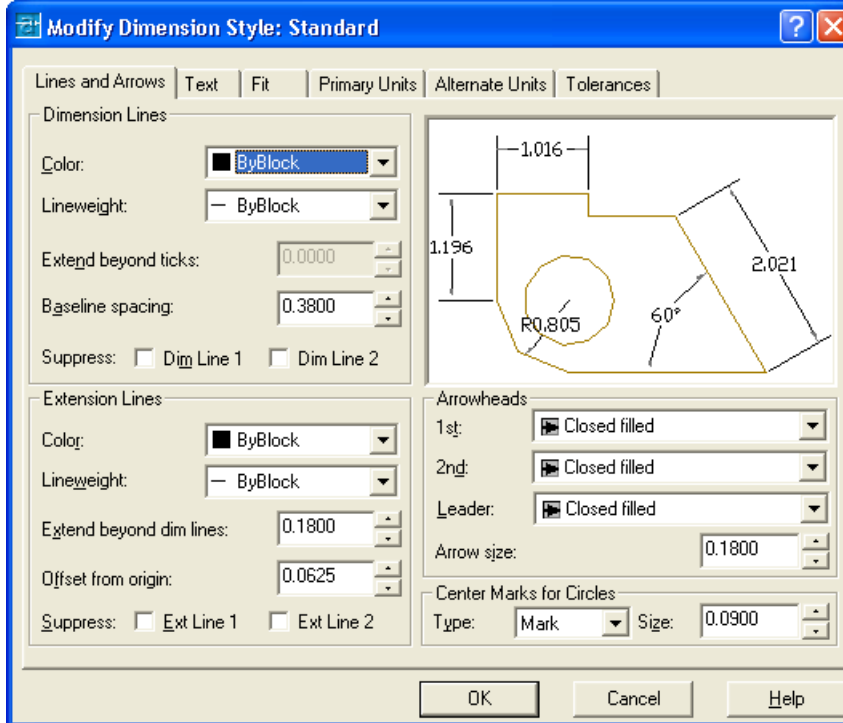 Modify Dimension Style: Standard
Lines and Arrows Text Fit Primary Units Alternate Units Tolerances
Dimension Lines
Color: ByBlock
Lineweight: ByBlock
Extend beyond ticks: 0.0000
Baseline spacing: 0.3800
Suppress: Dim Line 1 Dim Line 2
1.016
1.196
2.021
R0.805
60°
Extension Lines
Color: ByBlock
Lineweight: ByBlock
Extend beyond dim lines: 0.1800
Offset from origin: 0.0625
Suppress: Ext Line 1 Ext Line 2
Arrowheads
1st: Closed filled
2nd: Closed filled
Leader: Closed filled
Arrow size: 0.1800
Center Marks for Circles
Type: Mark Size: 0.0900
OK Cancel Help